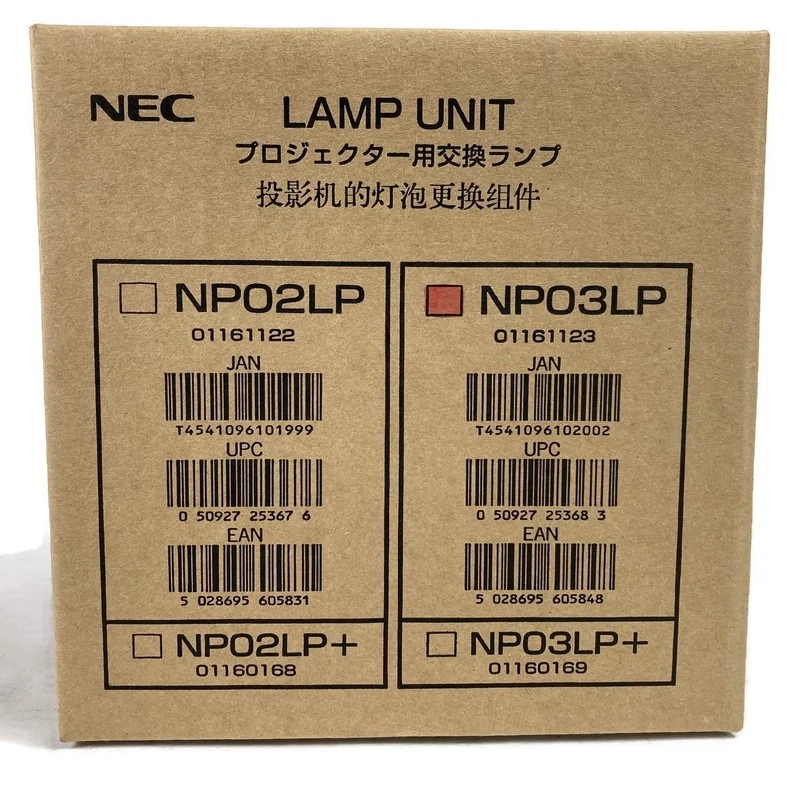 NEC LAMP UNIT
プロジェクター用交換ランプ
投影机的灯泡更换组件
NP02LP
01161122
JAN
T4541096101999
UPC
0 50927 25367 6
EAN
5 028695 605831
NP02LP+
01160168
NP03LP
01161123
JAN
T4541096102002
UPC
0 50927 25368 3
EAN
5 028695 605848
NP03LP+
01160169